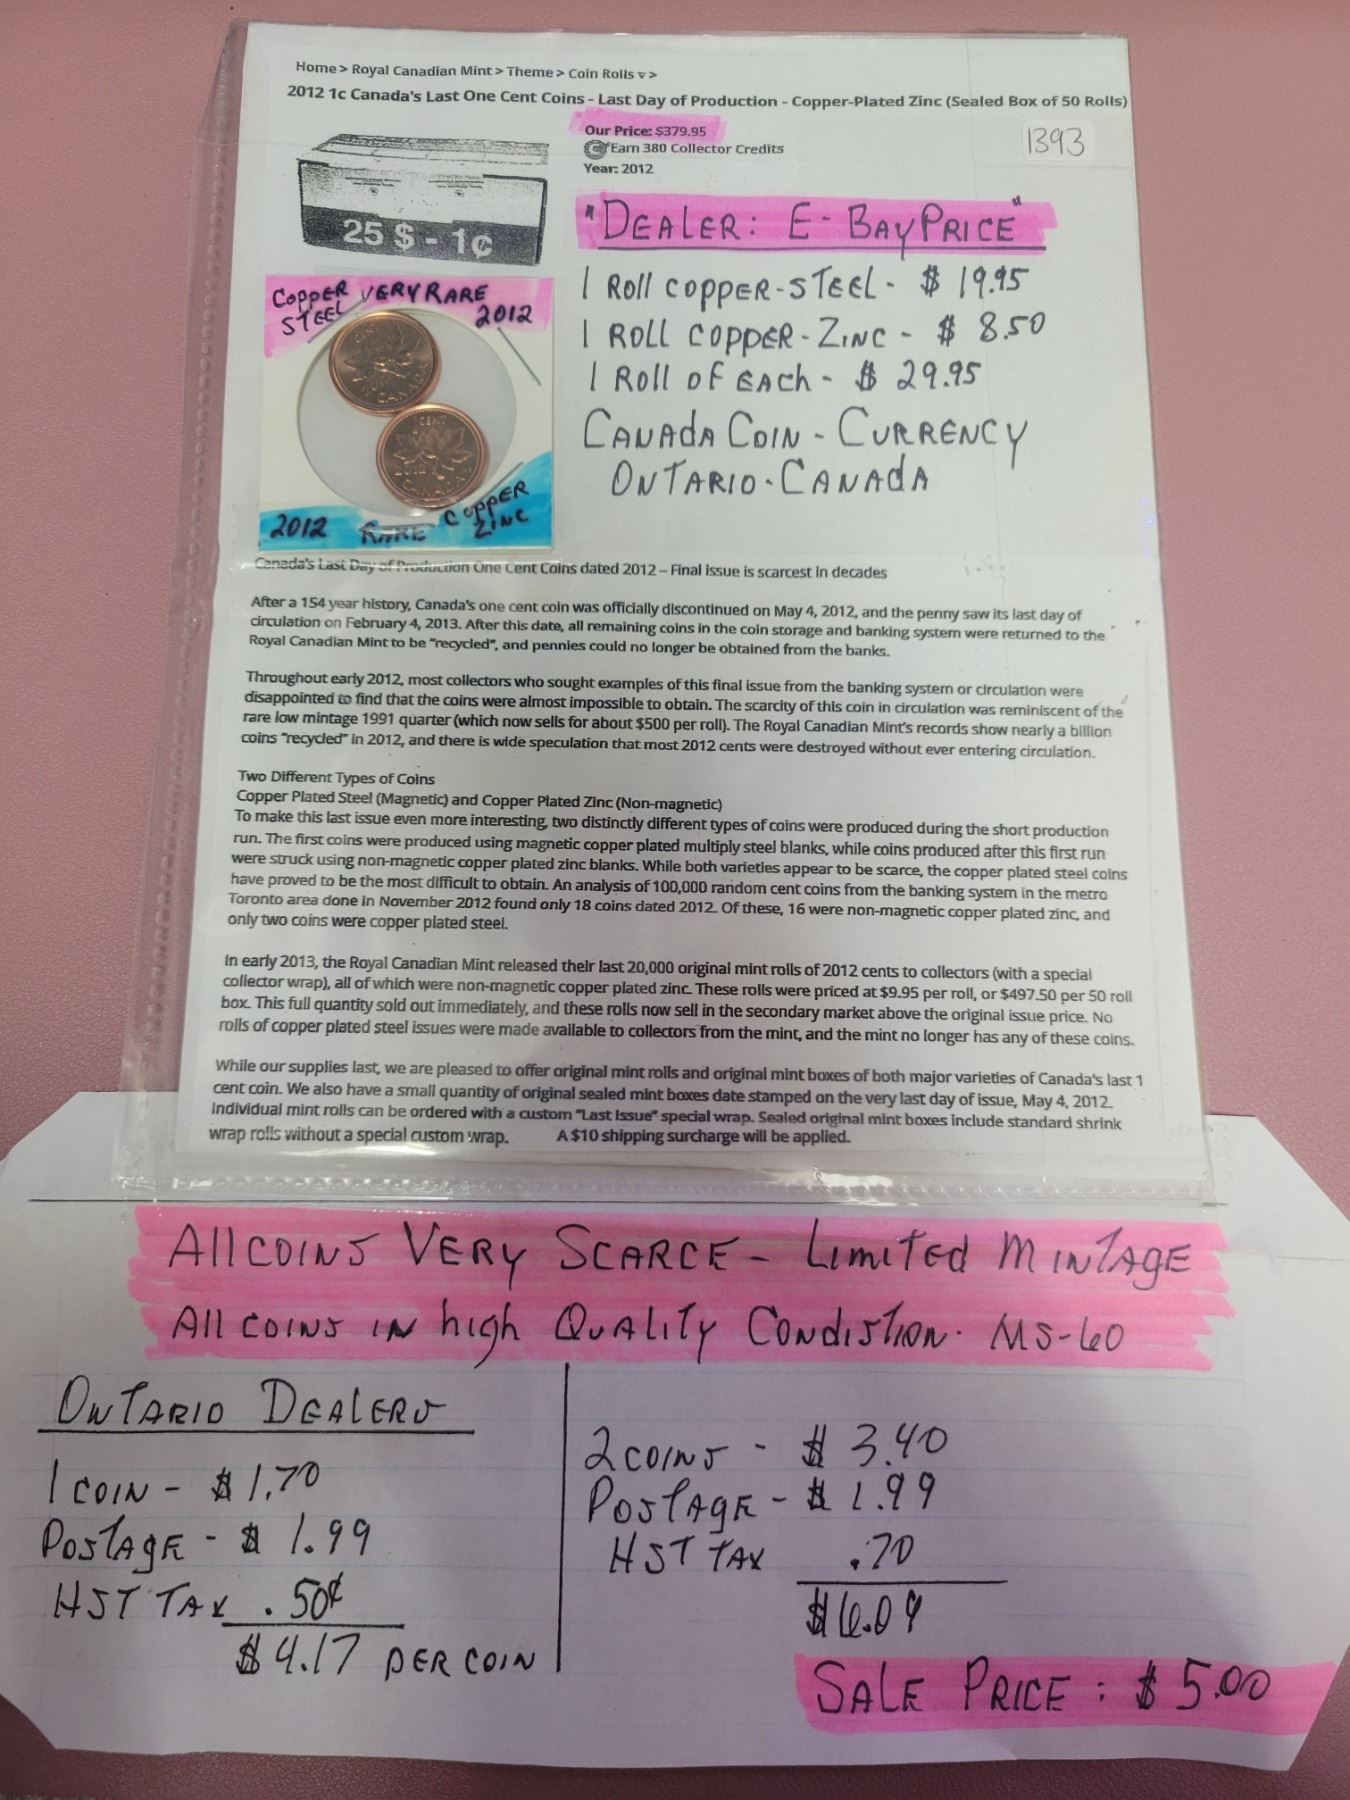 Home > Royal Canadian Mint > Theme > Coin Rolls >
2012 1c Canada's Last One Cent Coins - Last Day of Production - Copper-Plated Zinc (Sealed Box of 50 Rolls)
Our Price: $379.95
1393
Earn 380 Collector Credits
Year: 2012
25 $ - 1¢
"DEALER: E-BAY PRICE"
1 Roll COPPER-STEEL - $ 19.95
1 ROLL COPPER-ZINC - $ 8.50
1 Roll OF EACh - $ 29.95
CANAdA COIN - CURRENCY
ONTARIO-CANAdA
COPPER STEEL
VERY RARE
2012
CENT
CANADA
1 CENT
2012
CANADA
2012 RARE COPPER ZINC
Canada's Last Day of Production One Cent Coins dated 2012 – Final issue is scarcest in decades
After a 154 year history, Canada's one cent coin was officially discontinued on May 4, 2012, and the penny saw its last day of
circulation on February 4, 2013. After this date, all remaining coins in the coin storage and banking system were returned to the
Royal Canadian Mint to be "recycled", and pennies could no longer be obtained from the banks.
Throughout early 2012, most collectors who sought examples of this final issue from the banking system or circulation were
disappointed to find that the coins were almost impossible to obtain. The scarcity of this coin in circulation was reminiscent of the
rare low mintage 1991 quarter (which now sells for about $500 per roll). The Royal Canadian Mint's records show nearly a billion
coins "recycled" in 2012, and there is wide speculation that most 2012 cents were destroyed without ever entering circulation.
Two Different Types of Coins
Copper Plated Steel (Magnetic) and Copper Plated Zinc (Non-magnetic)
To make this last issue even more interesting, two distinctly different types of coins were produced during the short production
run. The first coins were produced using magnetic copper plated multiply steel blanks, while coins produced after this first run
were struck using non-magnetic copper plated zinc blanks. While both varieties appear to be scarce, the copper plated steel coins
have proved to be the most difficult to obtain. An analysis of 100,000 random cent coins from the banking system in the metro
Toronto area done in November 2012 found only 18 coins dated 2012. Of these, 16 were non-magnetic copper plated zinc, and
only two coins were copper plated steel.
In early 2013, the Royal Canadian Mint released their last 20,000 original mint rolls of 2012 cents to collectors (with a special
collector wrap), all of which were non-magnetic copper plated zinc. These rolls were priced at $9.95 per roll, or $497.50 per 50 roll
box. This full quantity sold out immediately, and these rolls now sell in the secondary market above the original issue price. No
rolls of copper plated steel issues were made available to collectors from the mint, and the mint no longer has any of these coins.
While our supplies last, we are pleased to offer original mint rolls and original mint boxes of both major varieties of Canada's last 1
cent coin. We also have a small quantity of original sealed mint boxes date stamped on the very last day of issue, May 4, 2012.
Individual mint rolls can be ordered with a custom "Last Issue" special wrap. Sealed original mint boxes include standard shrink
wrap rolls without a special custom wrap. A $10 shipping surcharge will be applied.
All COINS VERY SCARCE - LIMITED MINTAGE
All COINS IN high QUALITY CONDISTION. MS-60
ONTARIO DEALERS
1 COIN - $ 1.70
POSTAGE - $ 1.99
HST TAX .50¢
$ 4.17 PER COIN
2 COINS - $ 3.40
POSTAGE - $ 1.99
HST TAX .70
$ 6.09
SALE PRICE : $ 5.00